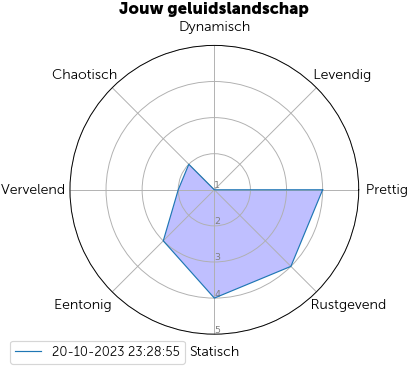 Jouw geluidslandschap
Dynamisch
Chaotisch
Levendig
1
Vervelend
Prettig
2
3
4
Eentonig
Rustgevend
5
20-10-2023 23:28:55
Statisch